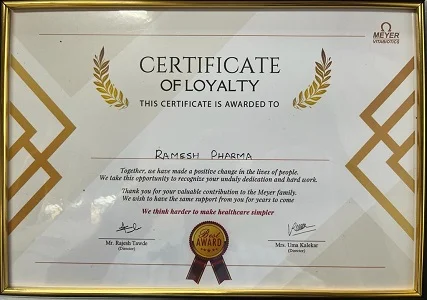 MEYER
VITABIOTICS
CERTIFICATE
OF LOYALTY
THIS CERTIFICATE IS AWARDED TO
RAMESH PHARMA
Together, we have made a positive change in the lives of people.
We take this opportunity to recognize your unduly dedication and hard work.
Thank you for your valuable contribution to the Meyer family.
We wish to have the same support from you for years to come
We think harder to make healthcare simpler
Mr. Rajesh Tawde
(Director)
Mrs. Uma Kalekar
(Director)
Best
AWARD